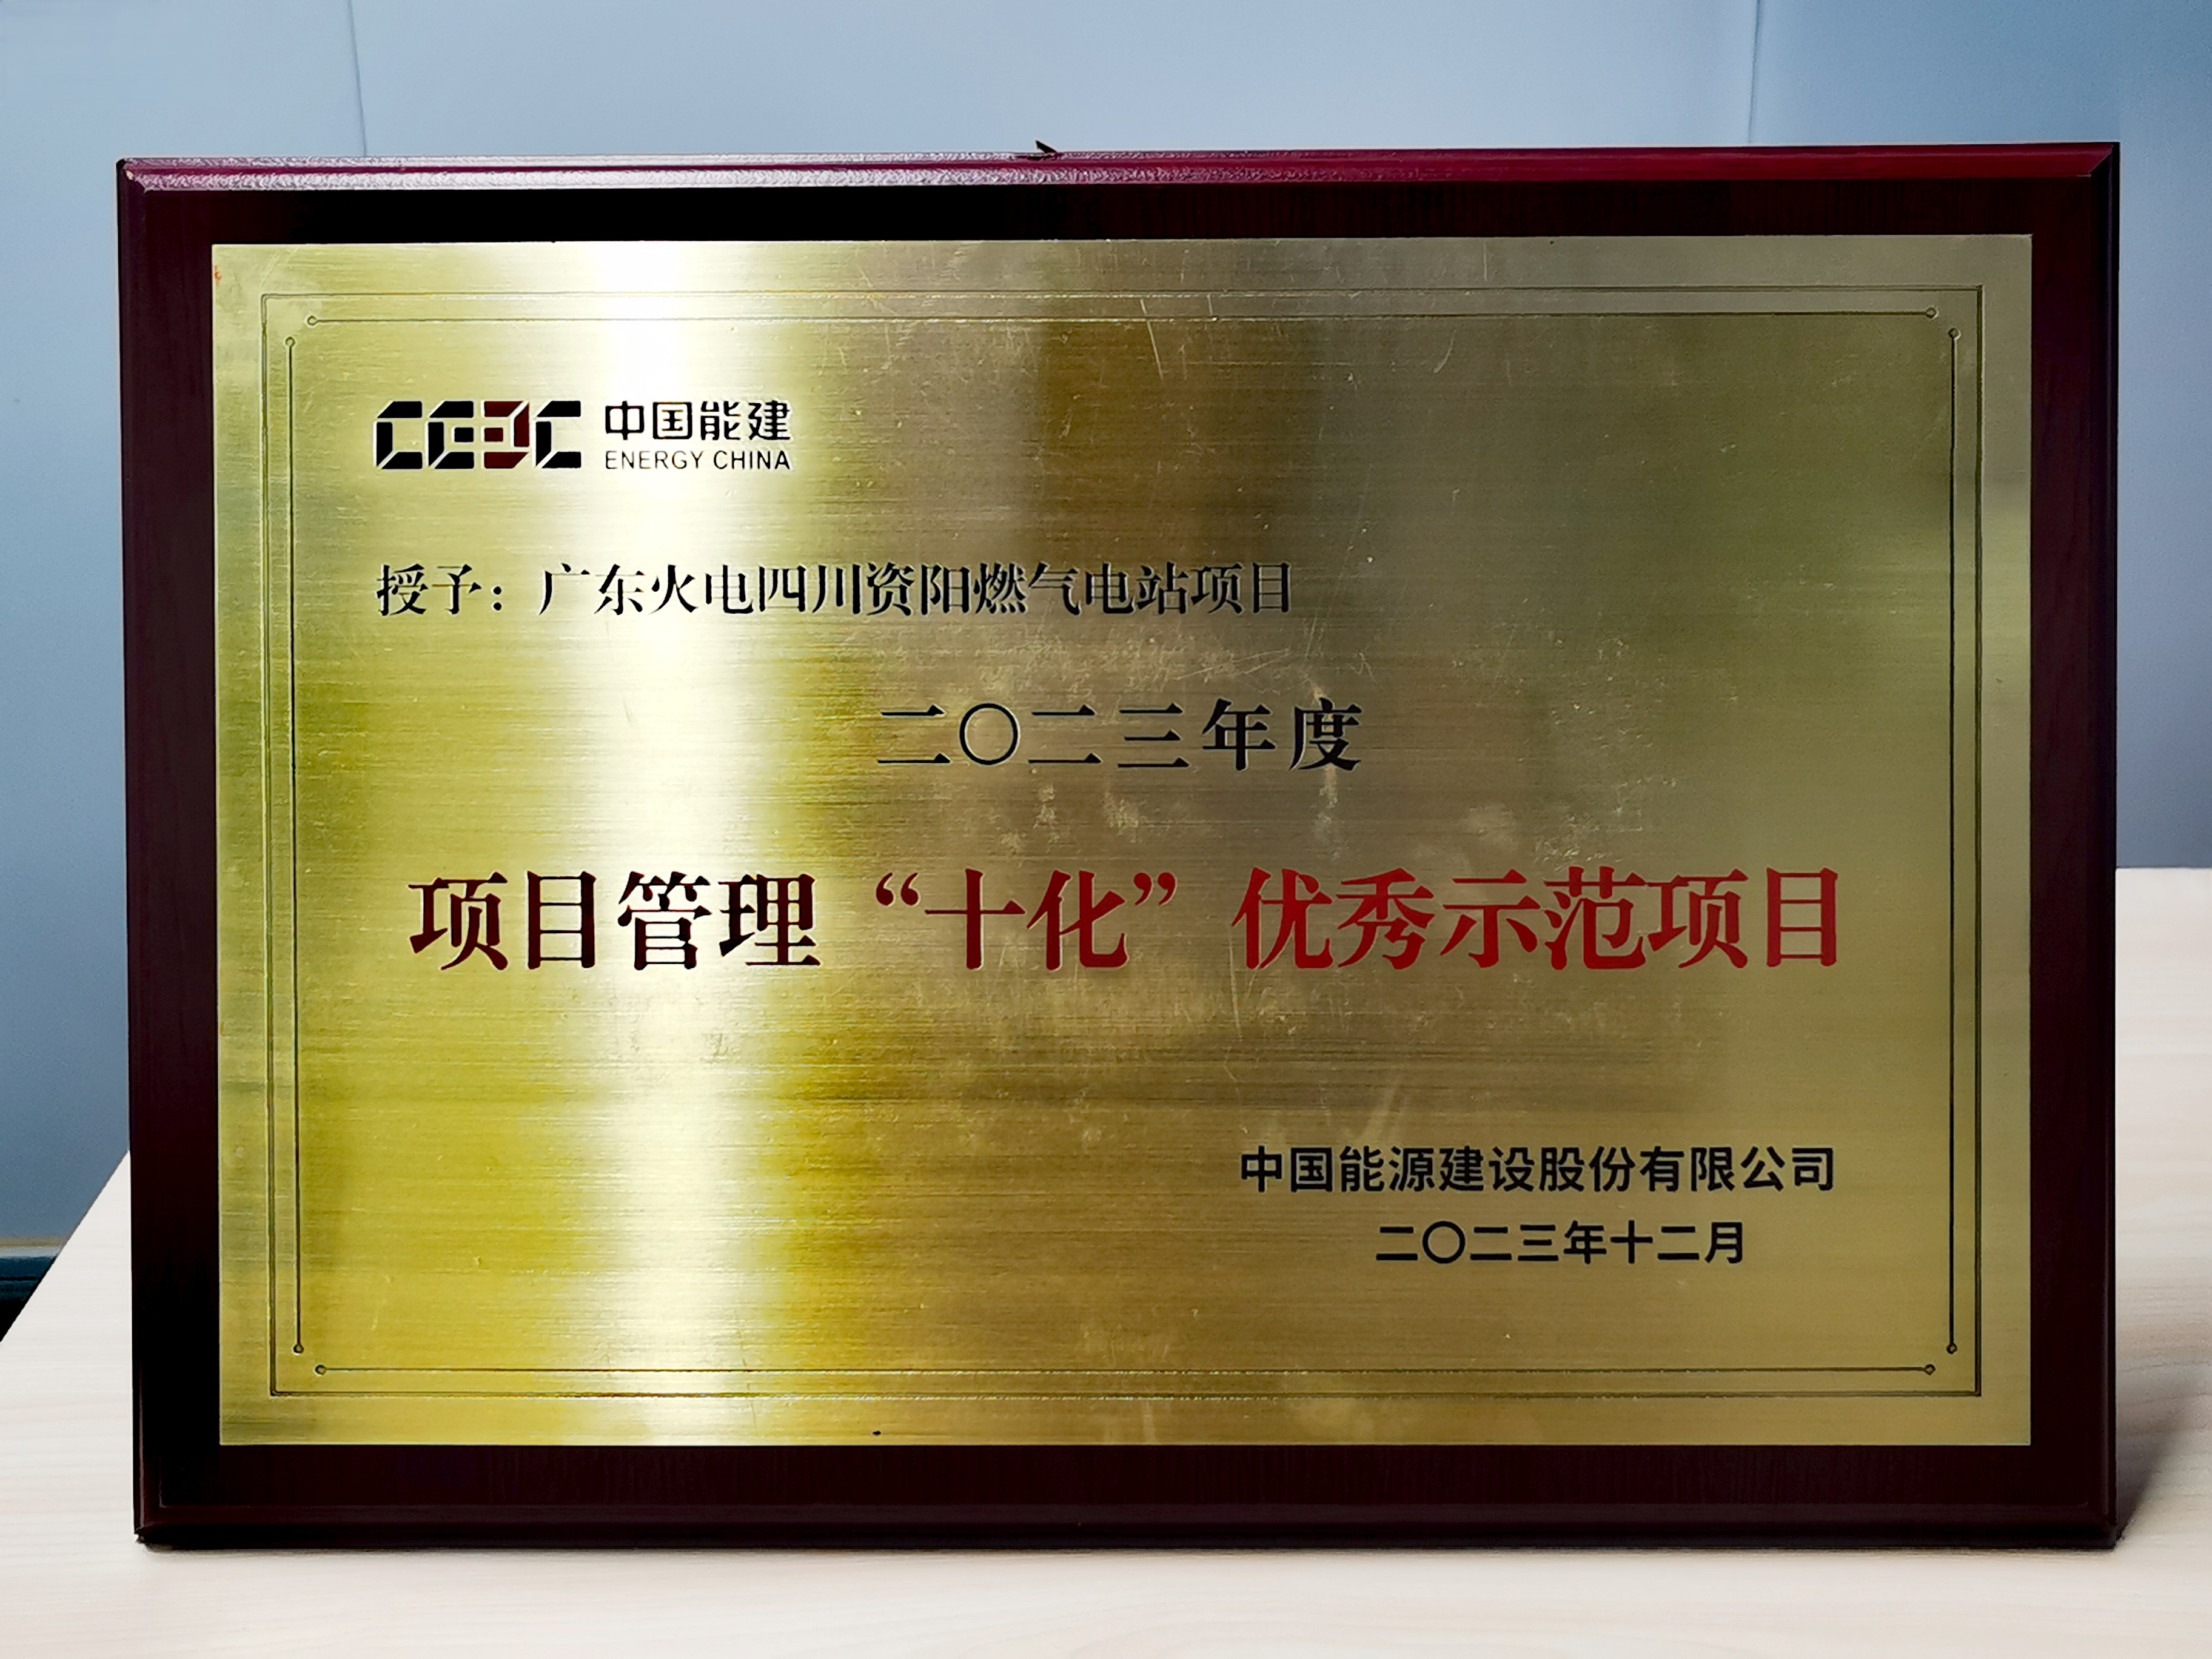 CEEC 中国能建
ENERGY CHINA
授予：广东火电四川资阳燃气电站项目
二〇二三年度
项目管理“十化”优秀示范项目
中国能源建设股份有限公司
二〇二三年十二月